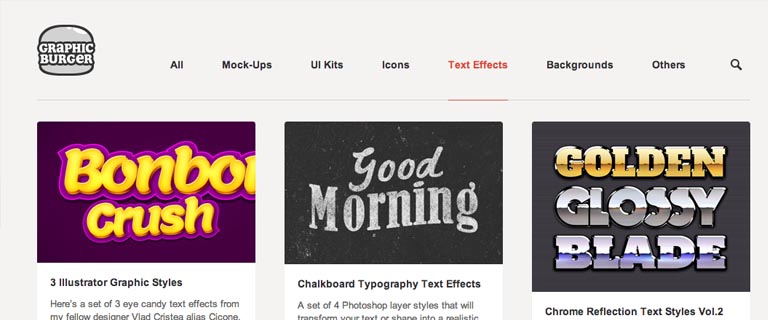 GRAPHIC
BURGER
All
Mock-Ups
UI Kits
Icons
Text Effects
Backgrounds
Others
Bonbon
Crush
3 Illustrator Graphic Styles
Here's a set of 3 eye candy text effects from
my fellow designer Vlad Cristea alias Cicone.
Good
Morning
Chalkboard Typography Text Effects
A set of 4 Photoshop layer styles that will
transform your text or shape into a realistic
GOLDEN
GLOSSY
BLADE
Chrome Reflection Text Styles Vol.2